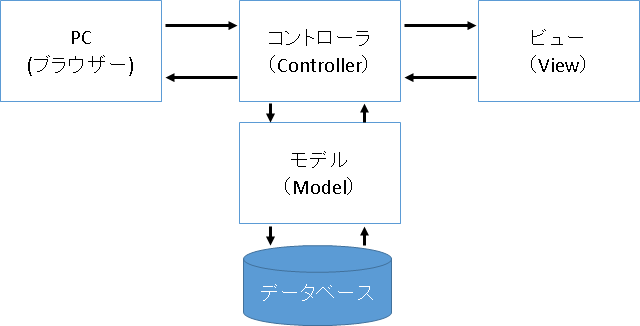 PC
(ブラウザー)
コントローラ
（Controller）
ビュー
（View）
モデル
（Model）
データベース